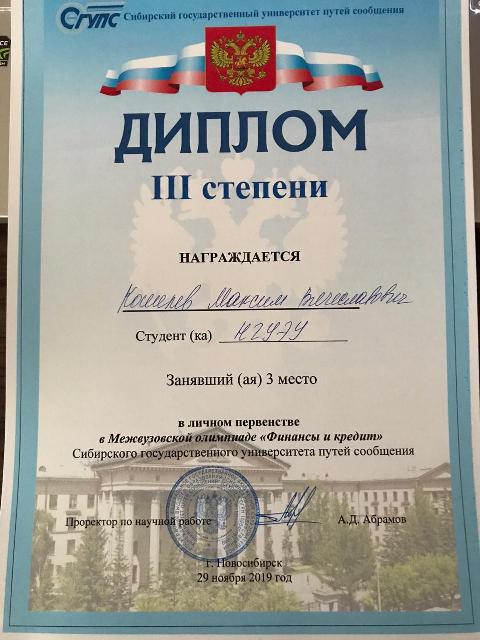 СГУПС Сибирский государственный университет путей сообщения
ДИПЛОМ
III степени
НАГРАЖДАЕТСЯ
Кошелев Максим Вячеславович
Студент (ка) НГУЭУ
Занявший (ая) 3 место
в личном первенстве
в Межвузовской олимпиаде «Финансы и кредит»
Сибирского государственного университета путей сообщения
Проректор по научной работе А.Д. Абрамов
г. Новосибирск
29 ноября 2019 год